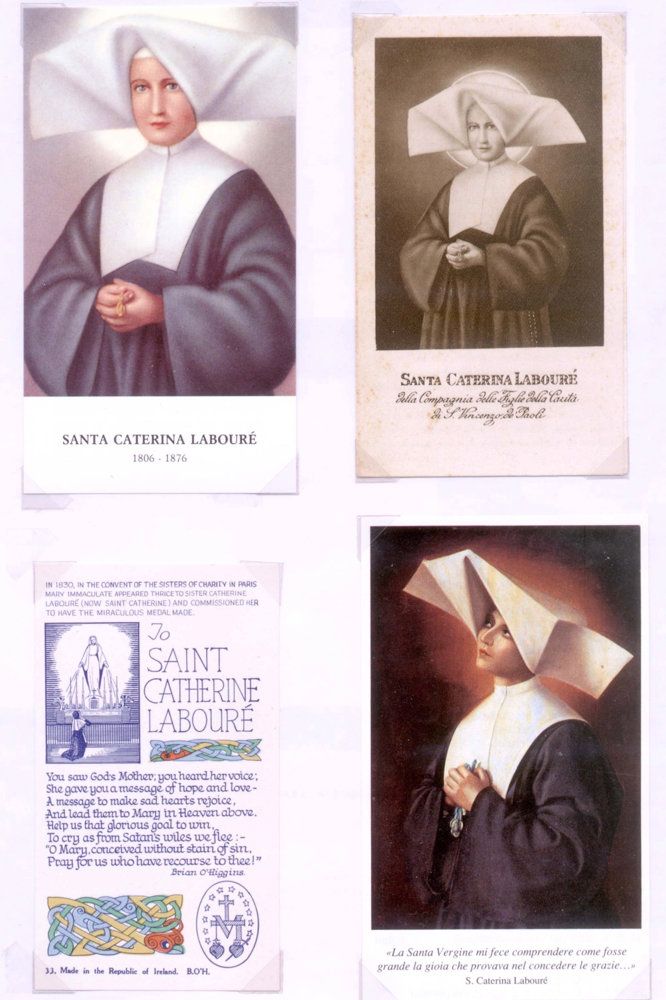 SANTA CATERINA LABOURÉ
1806 - 1876
SANTA CATERINA LABOURÉ
della Compagnia delle Figlie della Carità
di S. Vincenzo de' Paoli
IN 1830, IN THE CONVENT OF THE SISTERS OF CHARITY IN PARIS
MARY IMMACULATE APPEARED THRICE TO SISTER CATHERINE
LABOURÉ (NOW SAINT CATHERINE) AND COMMISSIONED HER
TO HAVE THE MIRACULOUS MEDAL MADE.
To
SAINT
CATHERINE
LABOURÉ
You saw God's Mother; you heard her voice;
She gave you a message of hope and love-
A message to make sad hearts rejoice,
And lead them to Mary in Heaven above.
Help us that glorious goal to win,
To cry as from Satan's wiles we flee :-
"O Mary, conceived without stain of sin,
Pray for us who have recourse to thee!"
Brian O'Higgins.
33. Made in the Republic of Ireland. B.O'H.
«La Santa Vergine mi fece comprendere come fosse
grande la gioia che provava nel concedere le grazie…»
S. Caterina Labouré